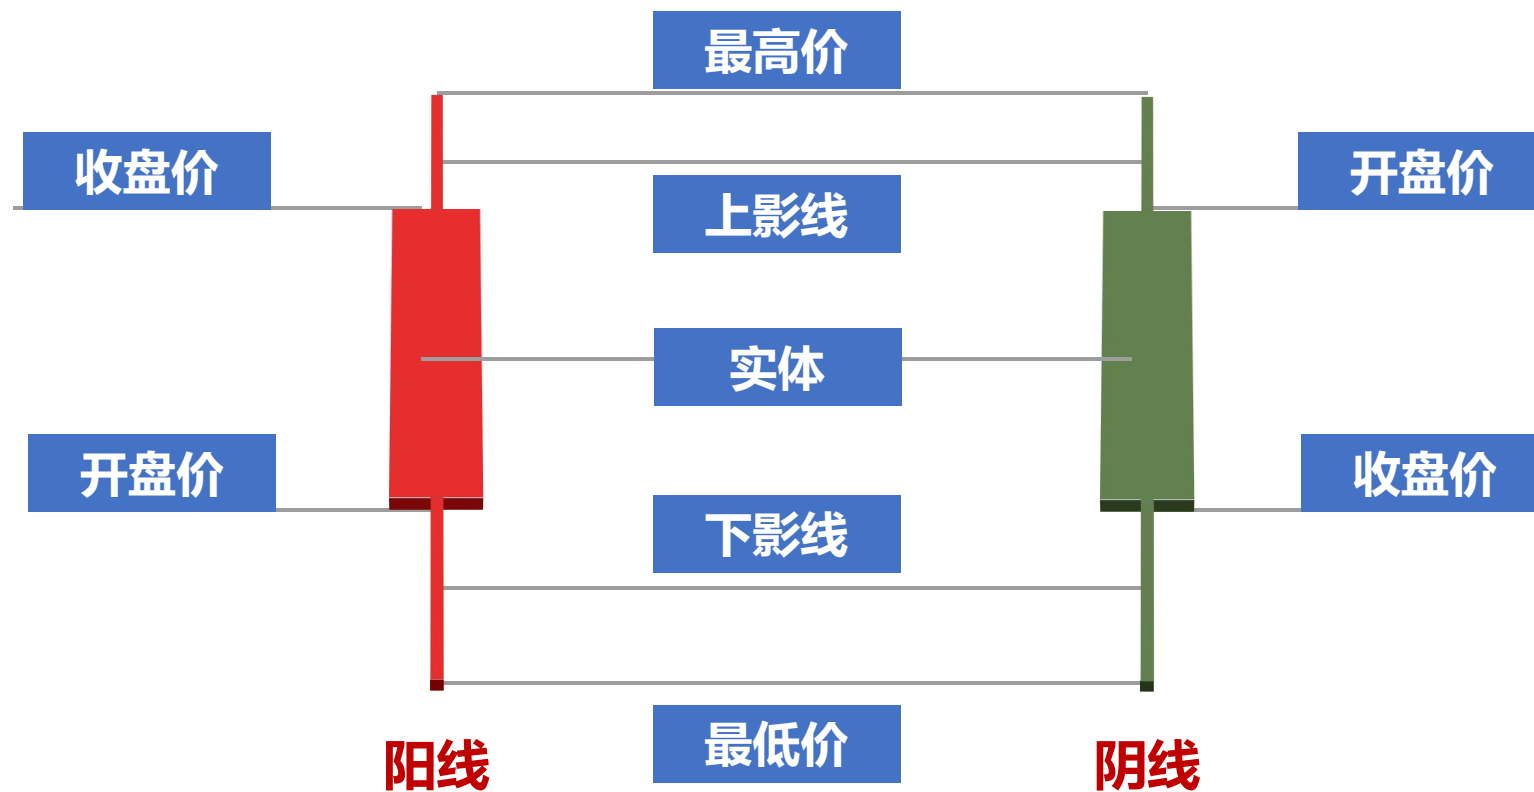 最高价
收盘价
开盘价
上影线
实体
开盘价
收盘价
下影线
最低价
阳线
阴线